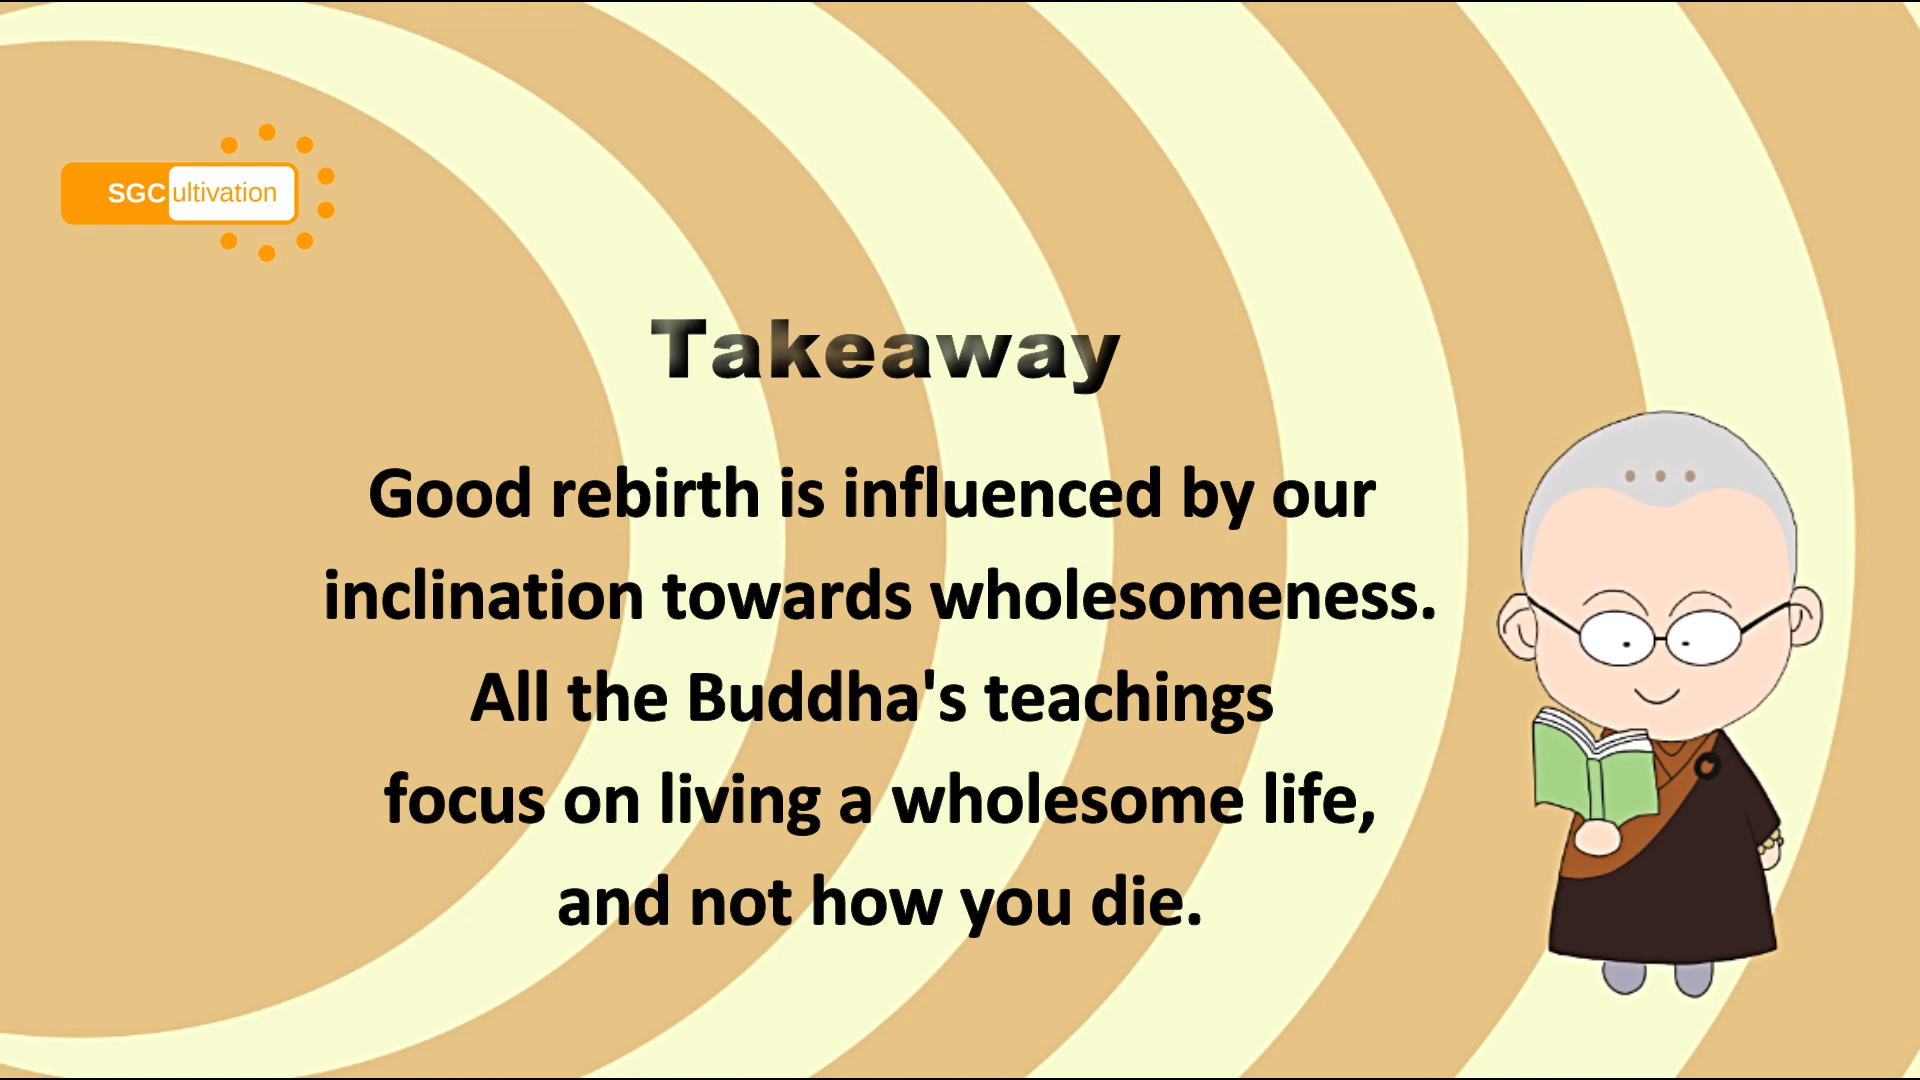 SGCultivation
Takeaway
Good rebirth is influenced by our
inclination towards wholesomeness.
All the Buddha's teachings
focus on living a wholesome life,
and not how you die.